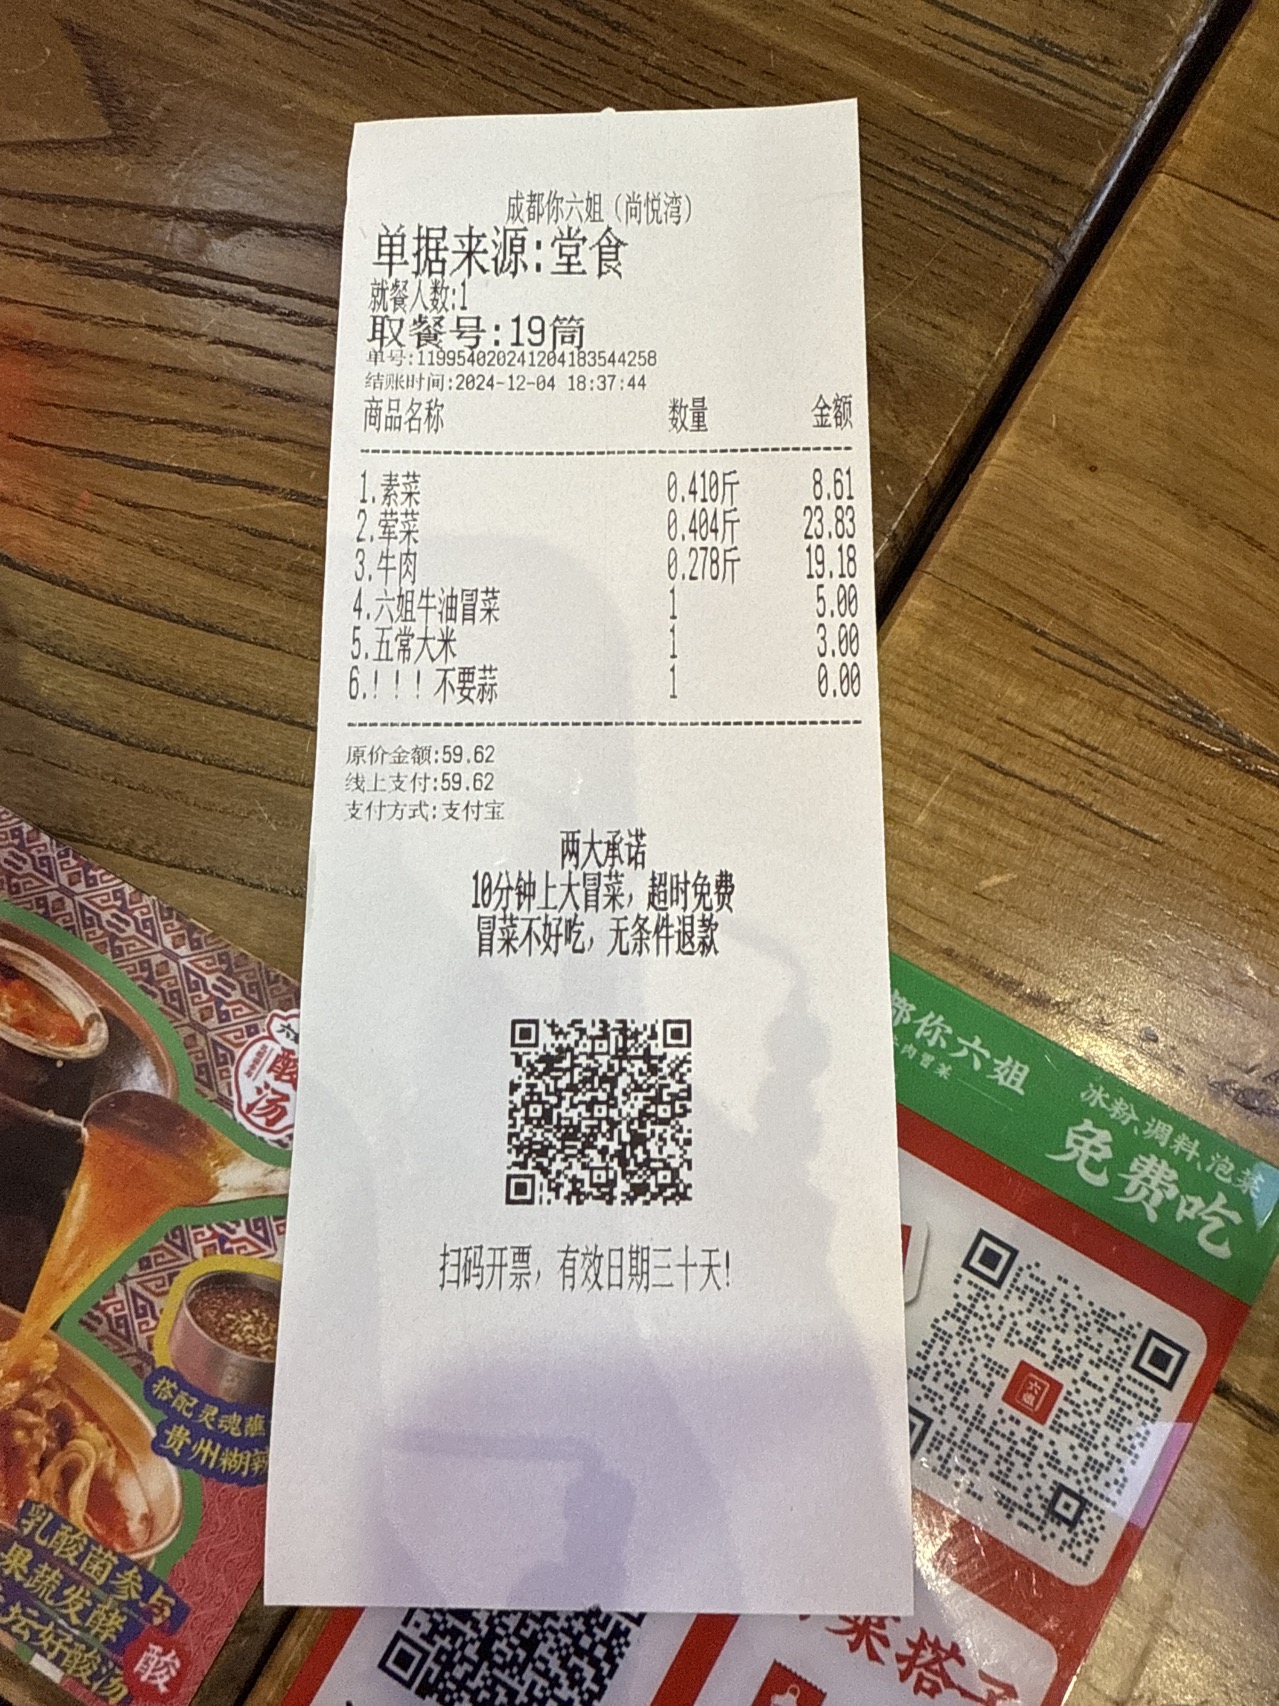 成都你六姐（尚悦湾）
单据来源:堂食
就餐人数:1
取餐号:19筒
单号:119954020241204183544258
结账时间:2024-12-04 18:37:44
商品名称 数量 金额
1.素菜 0.410斤 8.61
2.荤菜 0.404斤 23.83
3.牛肉 0.278斤 19.18
4.六姐牛油冒菜 1 5.00
5.五常大米 1 3.00
6.！！！不要蒜 1 0.00
原价金额:59.62
线上支付:59.62
支付方式:支付宝
两大承诺
10分钟上大冒菜，超时免费
冒菜不好吃，无条件退款
扫码开票，有效日期三十天！
都你六姐
牛肉冒菜
冰粉、调料、泡菜
免费吃
六姐
酸
汤
搭配灵魂蘸
贵州糊辣
乳酸菌参与
果蔬发酵
坛好酸汤
酸
菜搭子